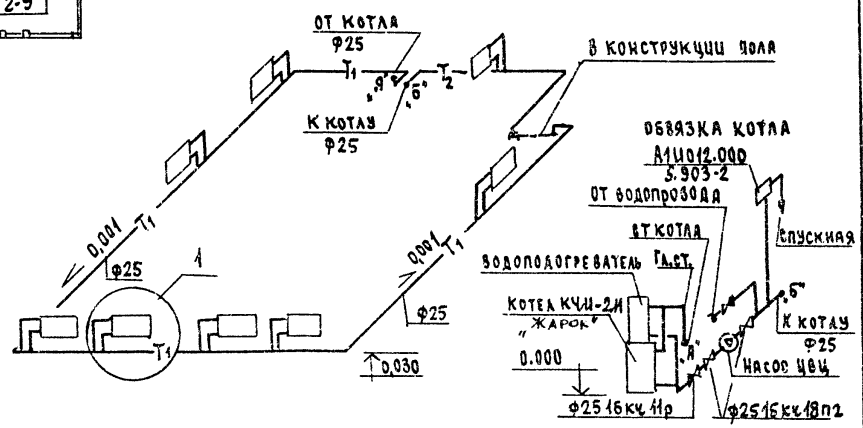 2-9
ОТ КОТЛА
Ф25
Т1
"А"
"Б"
Т2
К КОТЛУ
Ф25
В КОНСТРУКЦИИ ПОЛА
0,001
Т1
Ф25
1
0,001
Т1
Ф25
Т1
0,030
ОБВЯЗКА КОТЛА
А1И012.000
5.903-2
ОТ ВОДОПРОВОДА
СПУСКНАЯ
ОТ КОТЛА
ГЛ.СТ.
ВОДОПОДОГРЕВАТЕЛЬ
КОТЕЛ КЧМ-2М
"ЖАРОК"
"А"
"Б"
К КОТЛУ
Ф25
НАСОС ЦВЦ
0.000
Ф25 15кч 11р
Ф25 15кч 18п2